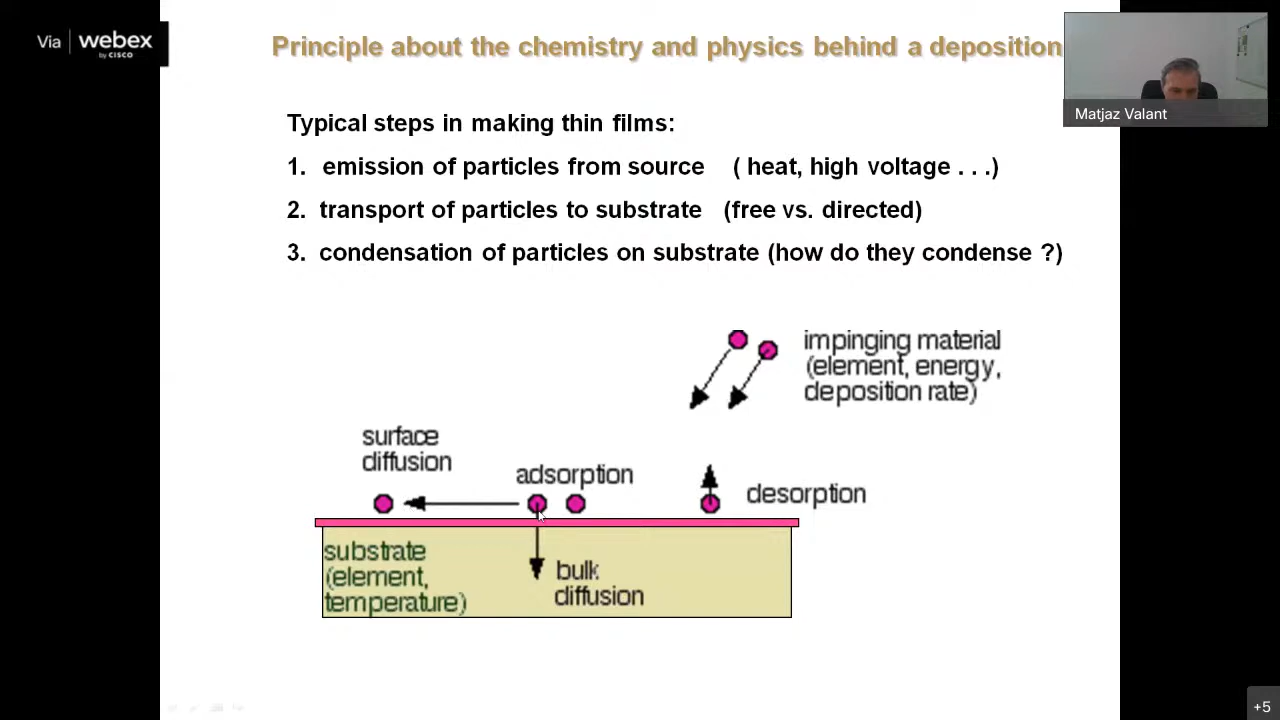 Via webex
by CISCO
Principle about the chemistry and physics behind a deposition
Matjaz Valant
Typical steps in making thin films:
1. emission of particles from source ( heat, high voltage . . .)
2. transport of particles to substrate (free vs. directed)
3. condensation of particles on substrate (how do they condense ?)
impinging material
(element, energy,
deposition rate)
surface
diffusion
adsorption
desorption
substrate
(element,
temperature)
bulk
diffusion
+5